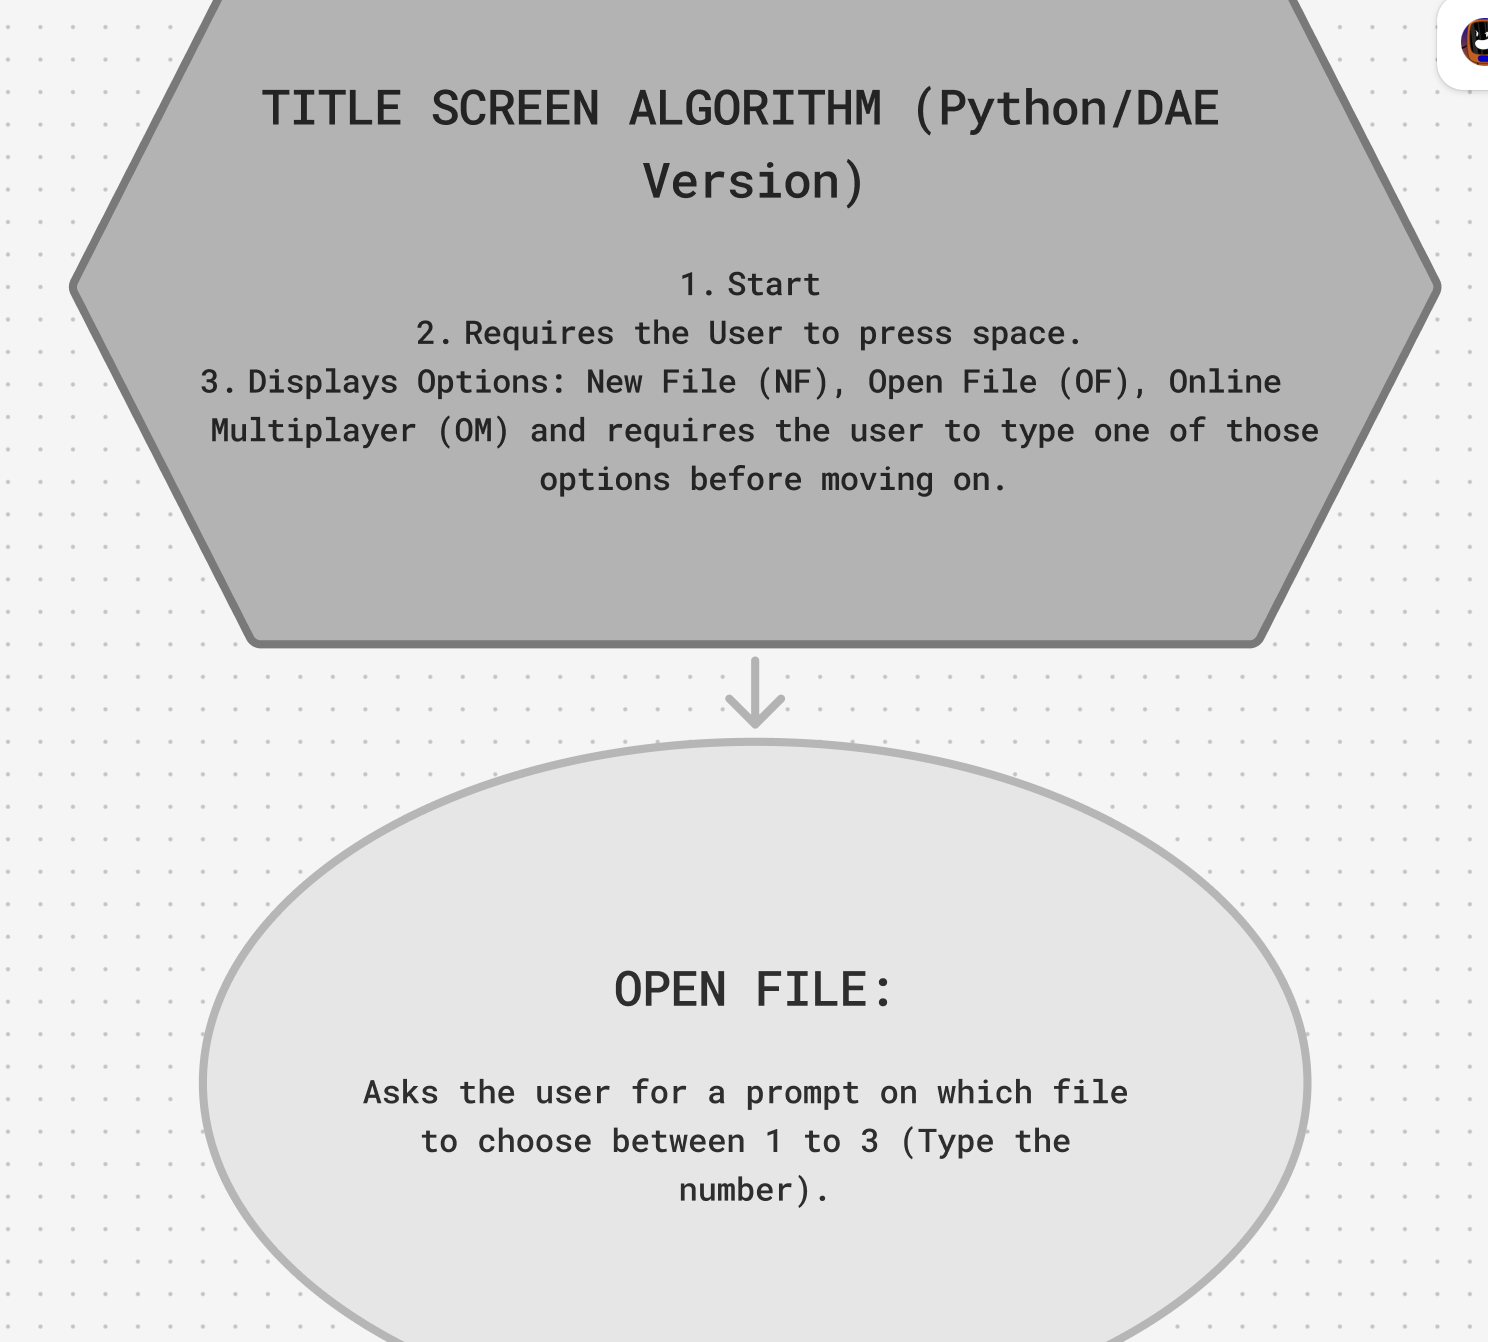 TITLE SCREEN ALGORITHM (Python/DAE
Version)
1. Start
2. Requires the User to press space.
3. Displays Options: New File (NF), Open File (OF), Online
Multiplayer (OM) and requires the user to type one of those
options before moving on.
OPEN FILE:
Asks the user for a prompt on which file
to choose between 1 to 3 (Type the
number).